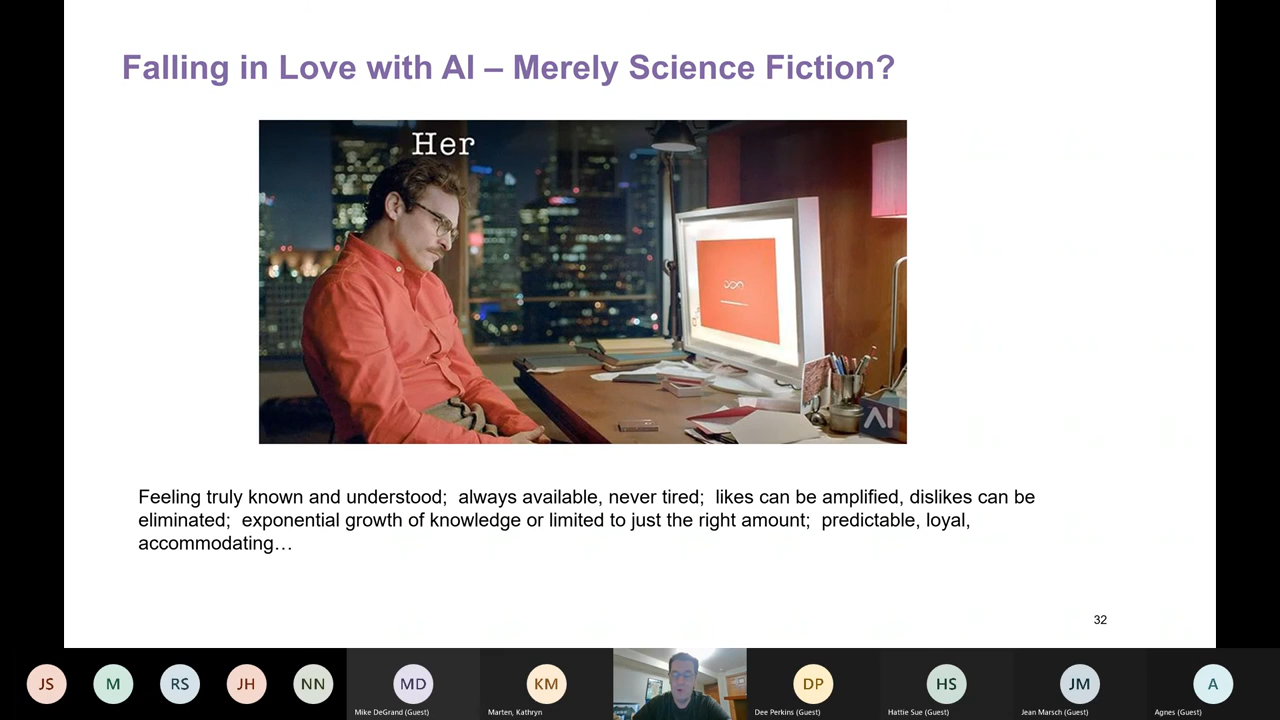 Falling in Love with AI – Merely Science Fiction?
Her
AI
Feeling truly known and understood;  always available, never tired;  likes can be amplified, dislikes can be
eliminated;  exponential growth of knowledge or limited to just the right amount;  predictable, loyal,
accommodating…
32
JS M RS JH NN MD KM DP HS JM A
Mike DeGrand (Guest) Marten, Kathryn Dee Perkins (Guest) Hattie Sue (Guest) Jean Marsch (Guest) Agnes (Guest)